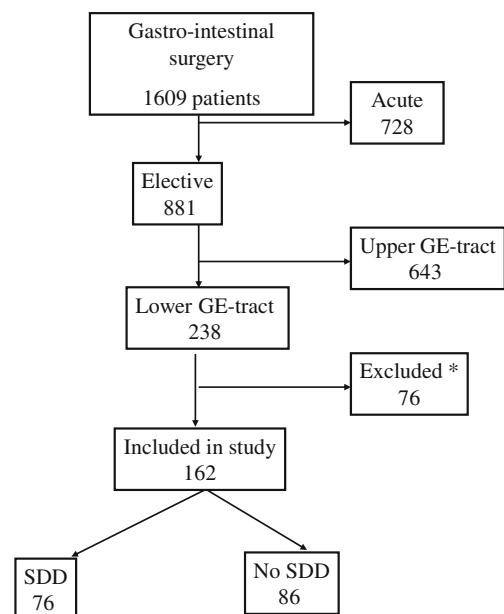 Gastro-intestinal
surgery
1609 patients
Acute
728
Elective
881
Upper GE-tract
643
Lower GE-tract
238
Excluded *
76
Included in study
162
SDD
76
No SDD
86